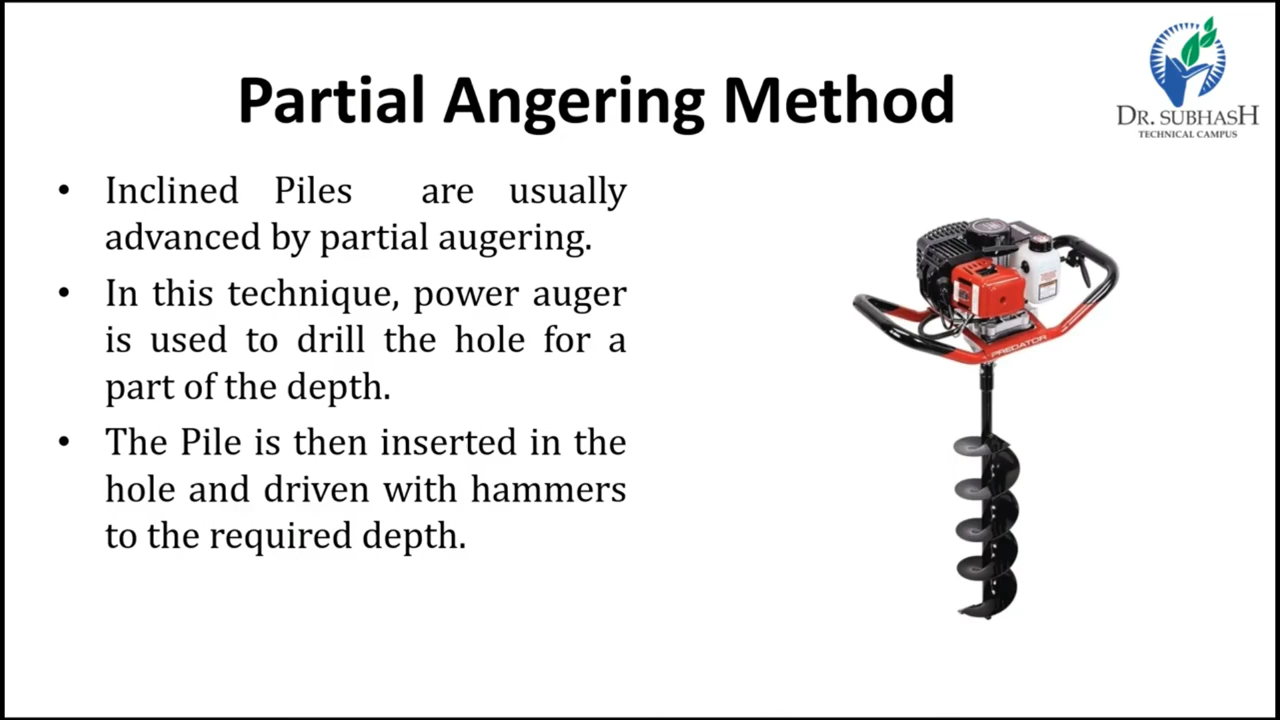 Partial Angering Method
DR. SUBHASH
TECHNICAL CAMPUS
• Inclined Piles are usually
advanced by partial augering.
• In this technique, power auger
is used to drill the hole for a
part of the depth.
• The Pile is then inserted in the
hole and driven with hammers
to the required depth.
PREDATOR